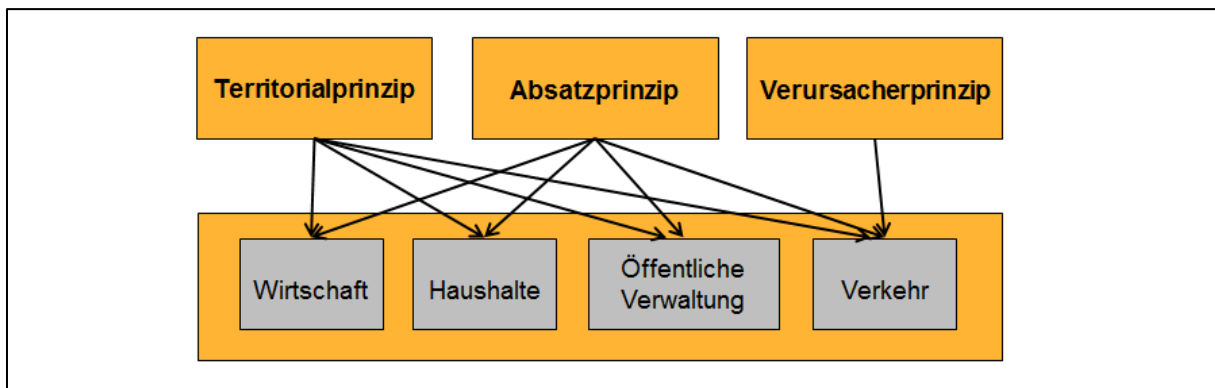 Territorialprinzip
Absatzprinzip
Verursacherprinzip
Wirtschaft
Haushalte
Öffentliche
Verwaltung
Verkehr